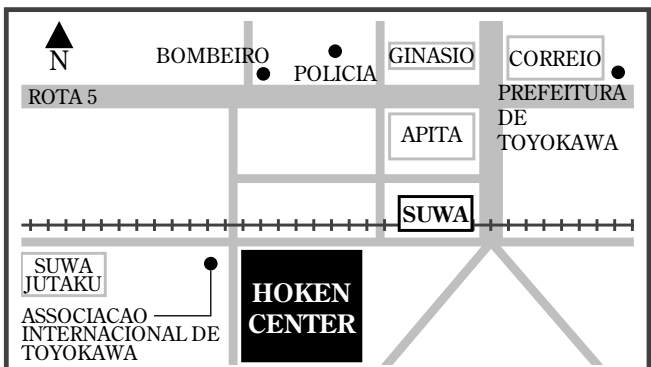 N
BOMBEIRO
POLICIA
GINASIO
CORREIO
ROTA 5
PREFEITURA
DE
TOYOKAWA
APITA
SUWA
SUWA
JUTAKU
HOKEN
CENTER
ASSOCIACAO
INTERNACIONAL DE
TOYOKAWA